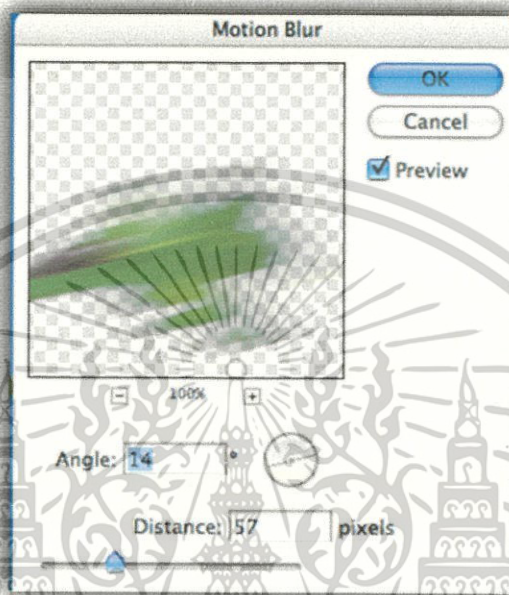 Motion Blur
OK
Cancel
Preview
100%
Angle: 14 °
Distance: 57 pixels